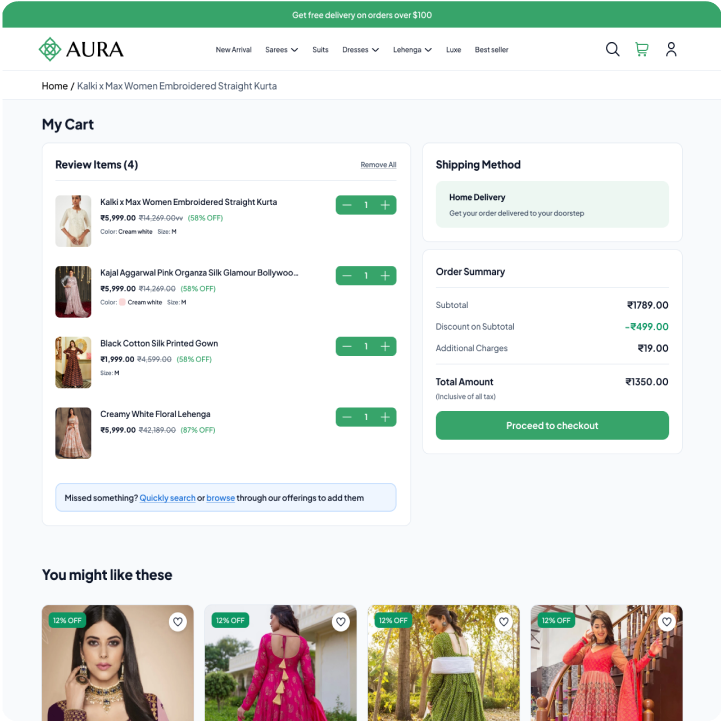 Get free delivery on orders over $100
AURA
New Arrival Sarees Suits Dresses Lehenga Luxe Best seller
Home / Kalki x Max Women Embroidered Straight Kurta
My Cart
Review Items (4) Remove All
Kalki x Max Women Embroidered Straight Kurta
₹5,999.00 ₹14,269.00vv (58% OFF)
Color: Cream white Size: M
1
Kajal Aggarwal Pink Organza Silk Glamour Bollywoo...
₹5,999.00 ₹14,269.00 (58% OFF)
Color: Cream white Size: M
1
Black Cotton Silk Printed Gown
₹1,999.00 ₹4,599.00 (58% OFF)
Size: M
1
Creamy White Floral Lehenga
₹5,999.00 ₹42,189.00 (87% OFF)
1
Missed something? Quickly search or browse through our offerings to add them
Shipping Method
Home Delivery
Get your order delivered to your doorstep
Order Summary
Subtotal ₹1789.00
Discount on Subtotal -₹499.00
Additional Charges ₹19.00
Total Amount ₹1350.00
(Inclusive of all tax)
Proceed to checkout
You might like these
12% OFF
12% OFF
12% OFF
12% OFF